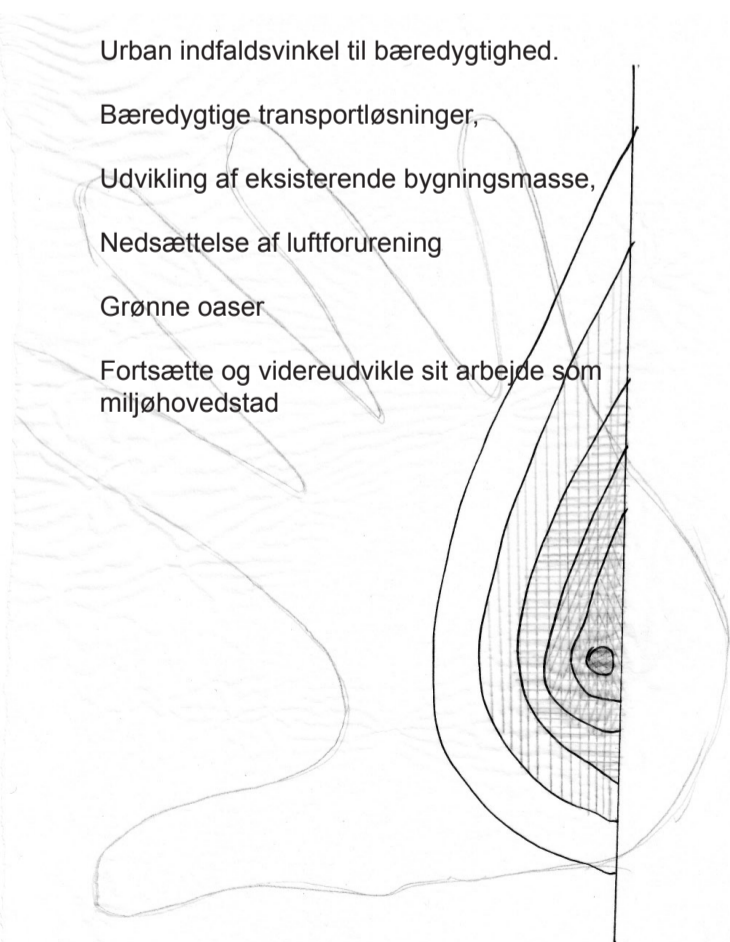 Urban indfaldsvinkel til bæredygtighed.
Bæredygtige transportløsninger,
Udvikling af eksisterende bygningsmasse,
Nedsættelse af luftforurening
Grønne oaser
Fortsætte og videreudvikle sit arbejde som
miljøhovedstad